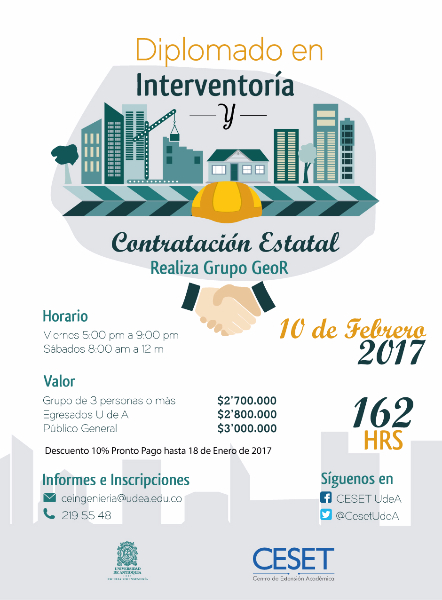 Diplomado en
Interventoría
y
Contratación Estatal
Realiza Grupo GeoR
Horario
Viernes 5:00 pm a 9:00 pm
Sábados 8:00 am a 12 m
10 de Febrero
2017
Valor
Grupo de 3 personas o más $2'700.000
Egresados U de A $2'800.000
Público General $3'000.000
162
HRS
Descuento 10% Pronto Pago hasta 18 de Enero de 2017
Informes e Inscripciones
ceingenieria@udea.edu.co
219 55 48
Síguenos en
CESET UdeA
@CesetUdeA
UNIVERSIDAD
DE ANTIOQUIA
CESET
Centro de Extensión Académica